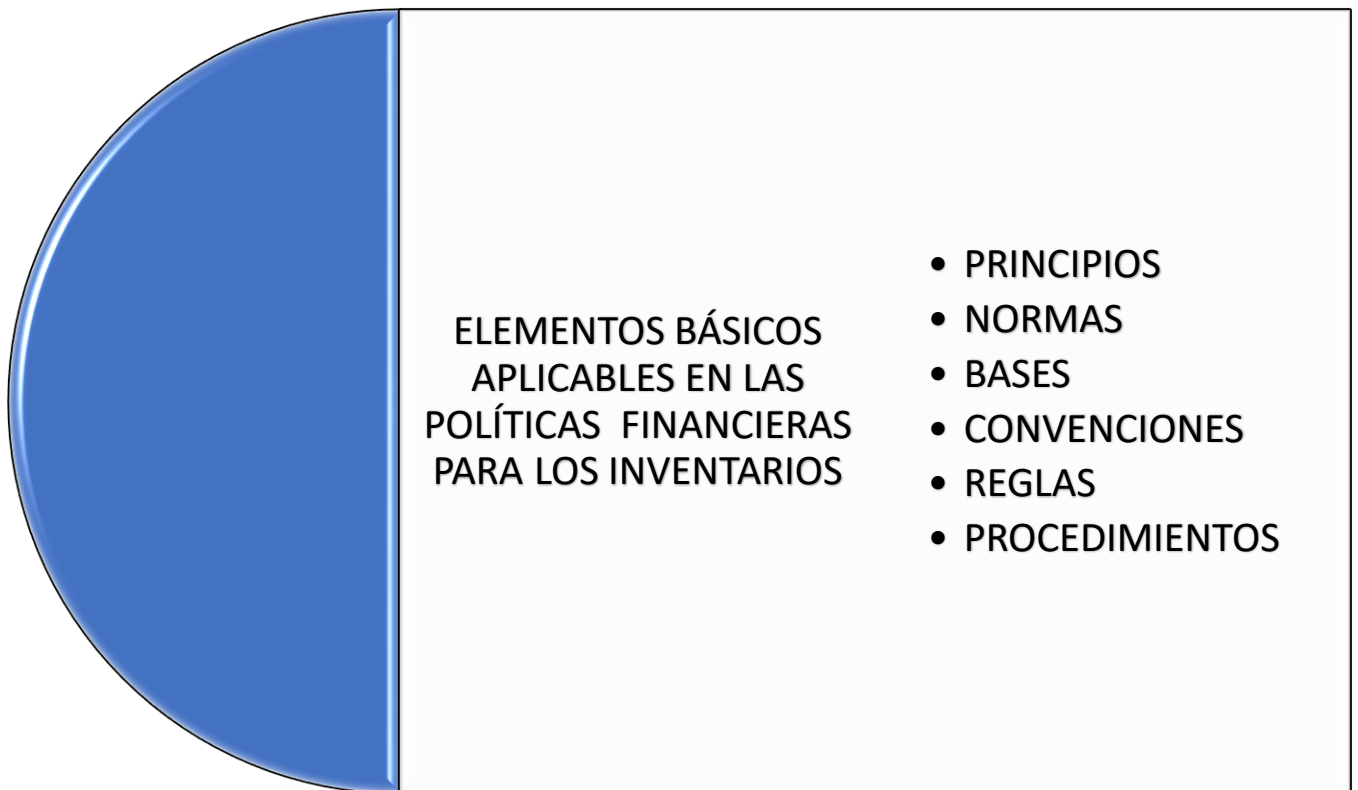 ELEMENTOS BÁSICOS
APLICABLES EN LAS
POLÍTICAS  FINANCIERAS
PARA LOS INVENTARIOS
• PRINCIPIOS
• NORMAS
• BASES
• CONVENCIONES
• REGLAS
• PROCEDIMIENTOS